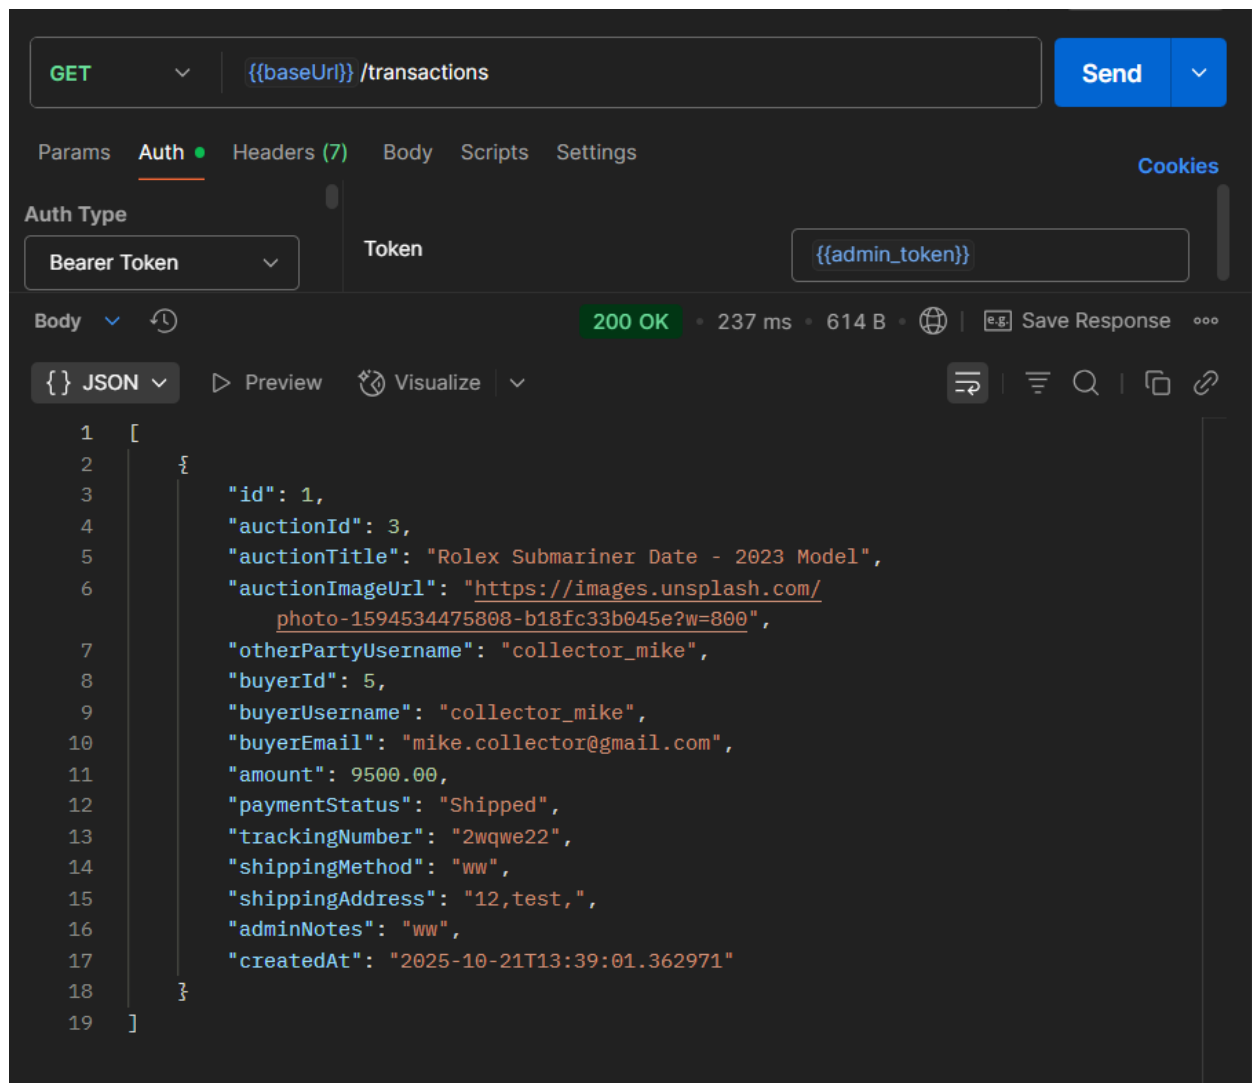 GET {{baseUrl}} /transactions Send
Params Auth Headers (7) Body Scripts Settings Cookies
Auth Type
Bearer Token
Token {{admin_token}}
Body 200 OK 237 ms 614 B e.g. Save Response
{} JSON Preview Visualize
1 [
2 {
3 "id": 1,
4 "auctionId": 3,
5 "auctionTitle": "Rolex Submariner Date - 2023 Model",
6 "auctionImageUrl": "https://images.unsplash.com/
photo-1594534475808-b18fc33b045e?w=800",
7 "otherPartyUsername": "collector_mike",
8 "buyerId": 5,
9 "buyerUsername": "collector_mike",
10 "buyerEmail": "mike.collector@gmail.com",
11 "amount": 9500.00,
12 "paymentStatus": "Shipped",
13 "trackingNumber": "2wqwe22",
14 "shippingMethod": "ww",
15 "shippingAddress": "12,test,",
16 "adminNotes": "ww",
17 "createdAt": "2025-10-21T13:39:01.362971"
18 }
19 ]